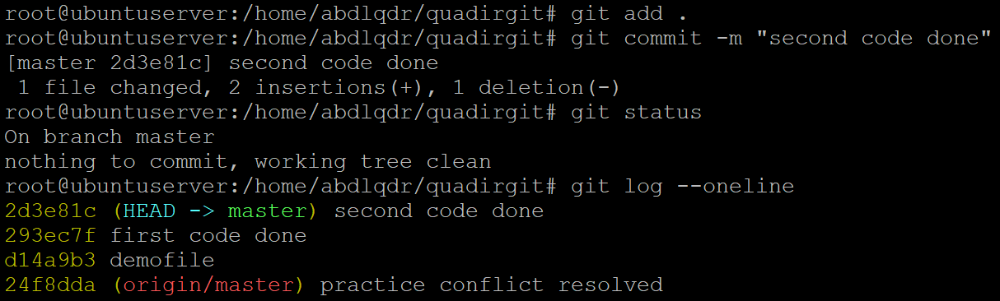 root@ubuntuserver:/home/abdlqdr/quadirgit# git add .
root@ubuntuserver:/home/abdlqdr/quadirgit# git commit -m "second code done"
[master 2d3e81c] second code done
 1 file changed, 2 insertions(+), 1 deletion(-)
root@ubuntuserver:/home/abdlqdr/quadirgit# git status
On branch master
nothing to commit, working tree clean
root@ubuntuserver:/home/abdlqdr/quadirgit# git log --oneline
2d3e81c (HEAD -> master) second code done
293ec7f first code done
d14a9b3 demofile
24f8dda (origin/master) practice conflict resolved